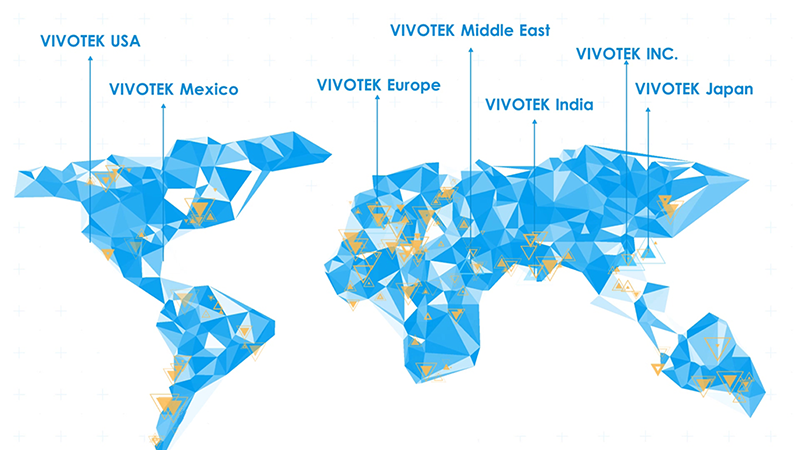 VIVOTEK USA
VIVOTEK Mexico
VIVOTEK Europe
VIVOTEK Middle East
VIVOTEK India
VIVOTEK INC.
VIVOTEK Japan